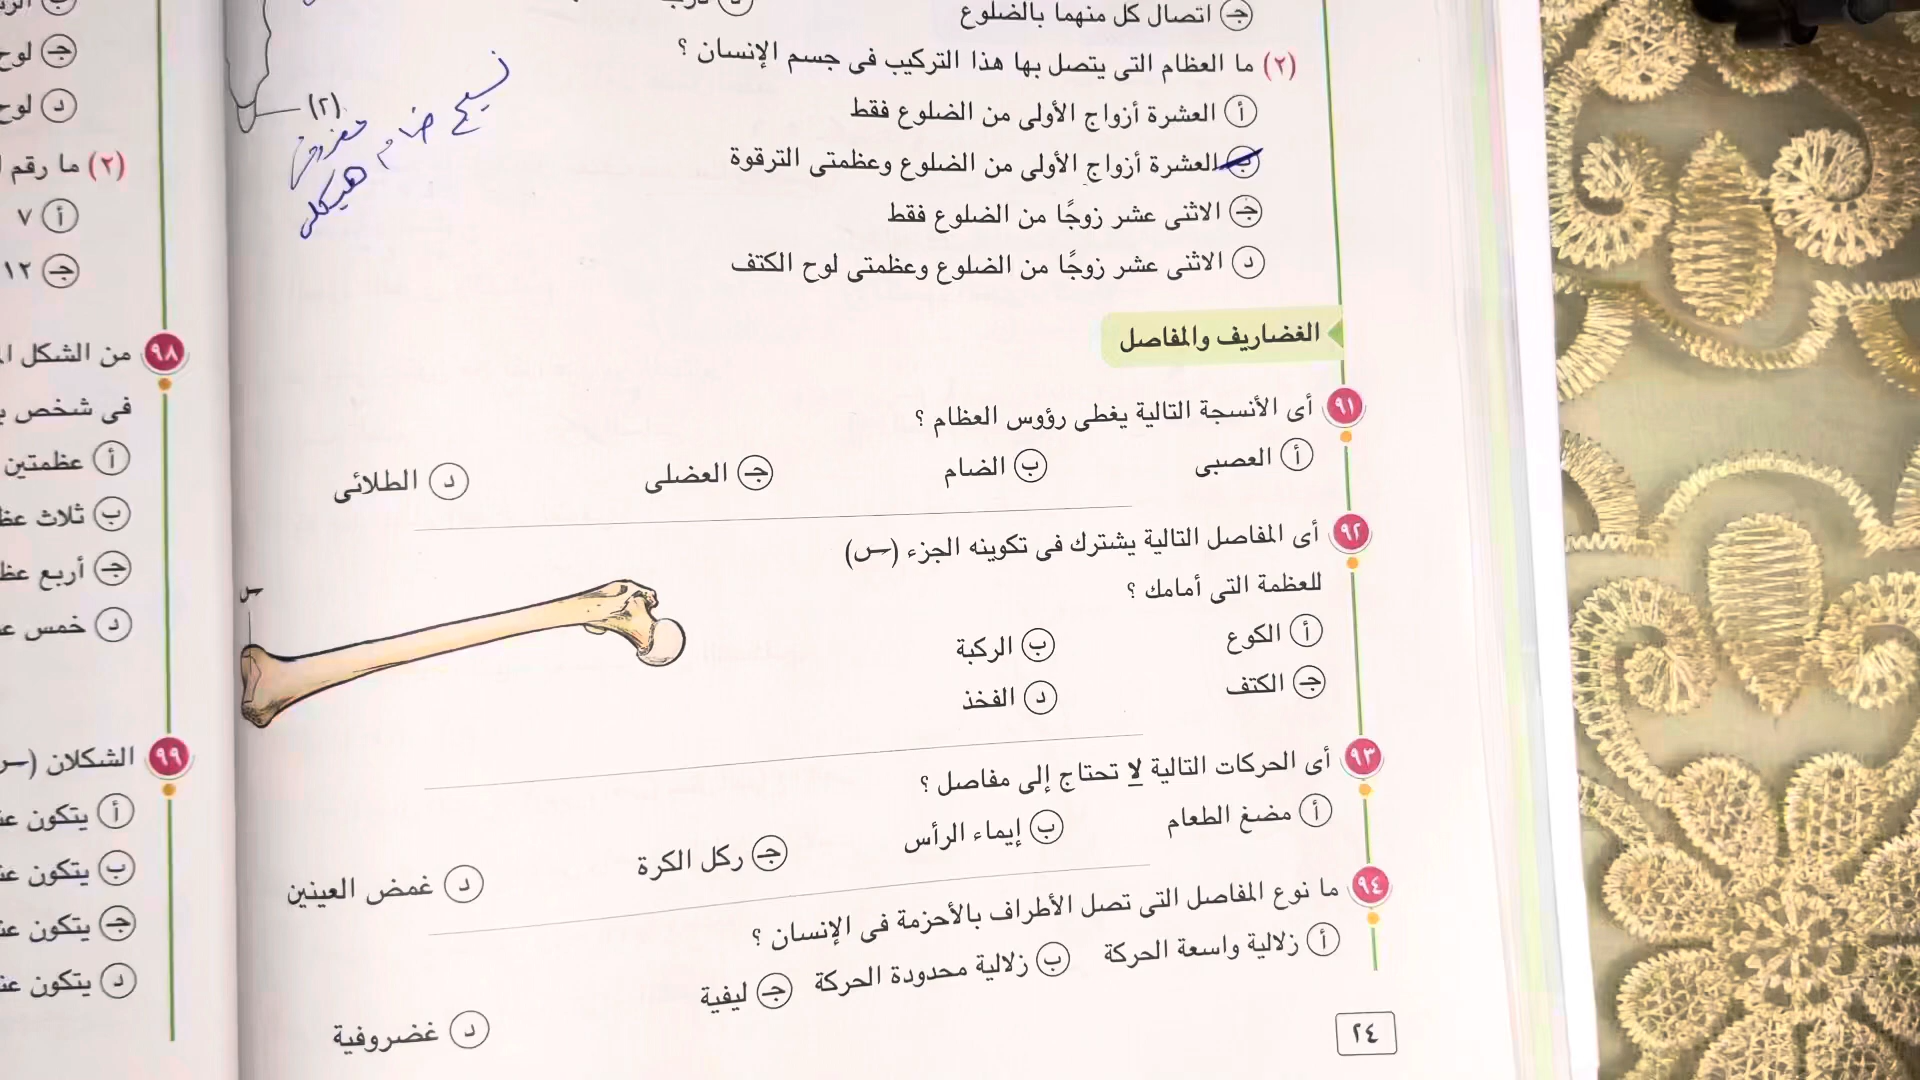 ج اتصال كل منهما بالضلوع
(٢) ما العظام التى يتصل بها هذا التركيب فى جسم الإنسان ؟
أ العشرة أزواج الأولى من الضلوع فقط
ب العشرة أزواج الأولى من الضلوع وعظمتى الترقوة
ج الاثنى عشر زوجًا من الضلوع فقط
د الاثنى عشر زوجًا من الضلوع وعظمتى لوح الكتف
(٢)
نسيج ضام
هيكلى
الغضاريف والمفاصل
٩١ أى الأنسجة التالية يغطى رؤوس العظام ؟
أ العصبى ب الضام ج العضلى د الطلائى
٩٢ أى المفاصل التالية يشترك فى تكوينه الجزء (س)
للعظمة التى أمامك ؟
س
أ الكوع ب الركبة
ج الكتف د الفخذ
٩٣ أى الحركات التالية لا تحتاج إلى مفاصل ؟
أ مضغ الطعام ب إيماء الرأس ج ركل الكرة د غمض العينين
٩٤ ما نوع المفاصل التى تصل الأطراف بالأحزمة فى الإنسان ؟
أ زلالية واسعة الحركة ب زلالية محدودة الحركة ج ليفية د غضروفية
٢٤
ج لوح
د لوح
(٢) ما رقم
أ ٧
ج ١٢
٩٨ من الشكل
فى شخص
أ عظمتين
ب ثلاث
ج أربع
د خمس
٩٩ الشكلان
أ يتكون
ب يتكون
ج يتكون
د يتكون